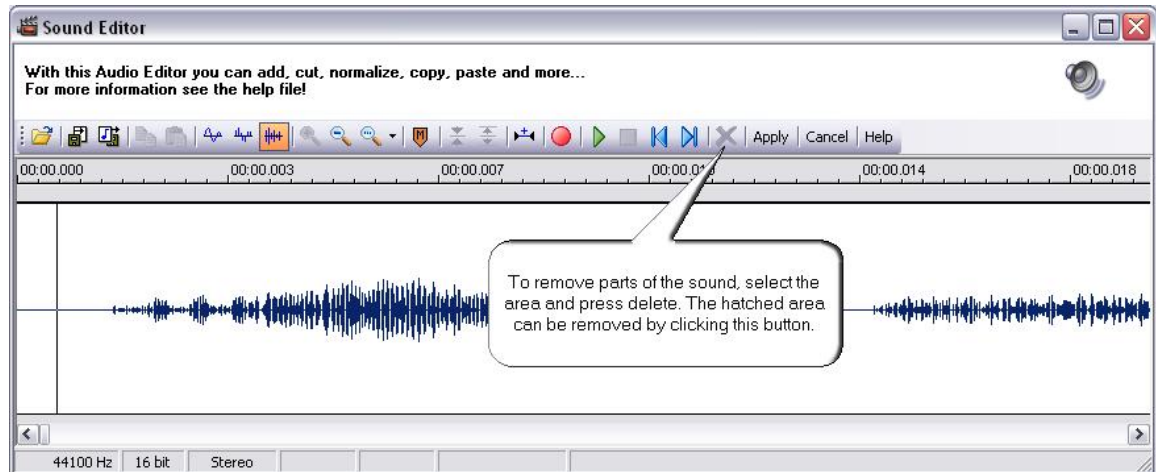 Sound Editor
With this Audio Editor you can add, cut, normalize, copy, paste and more...
For more information see the help file!
M Apply Cancel Help
00:00.000 00:00.003 00:00.007 00:00.014 00:00.018
To remove parts of the sound, select the
area and press delete. The hatched area
can be removed by clicking this button.
44100 Hz 16 bit Stereo